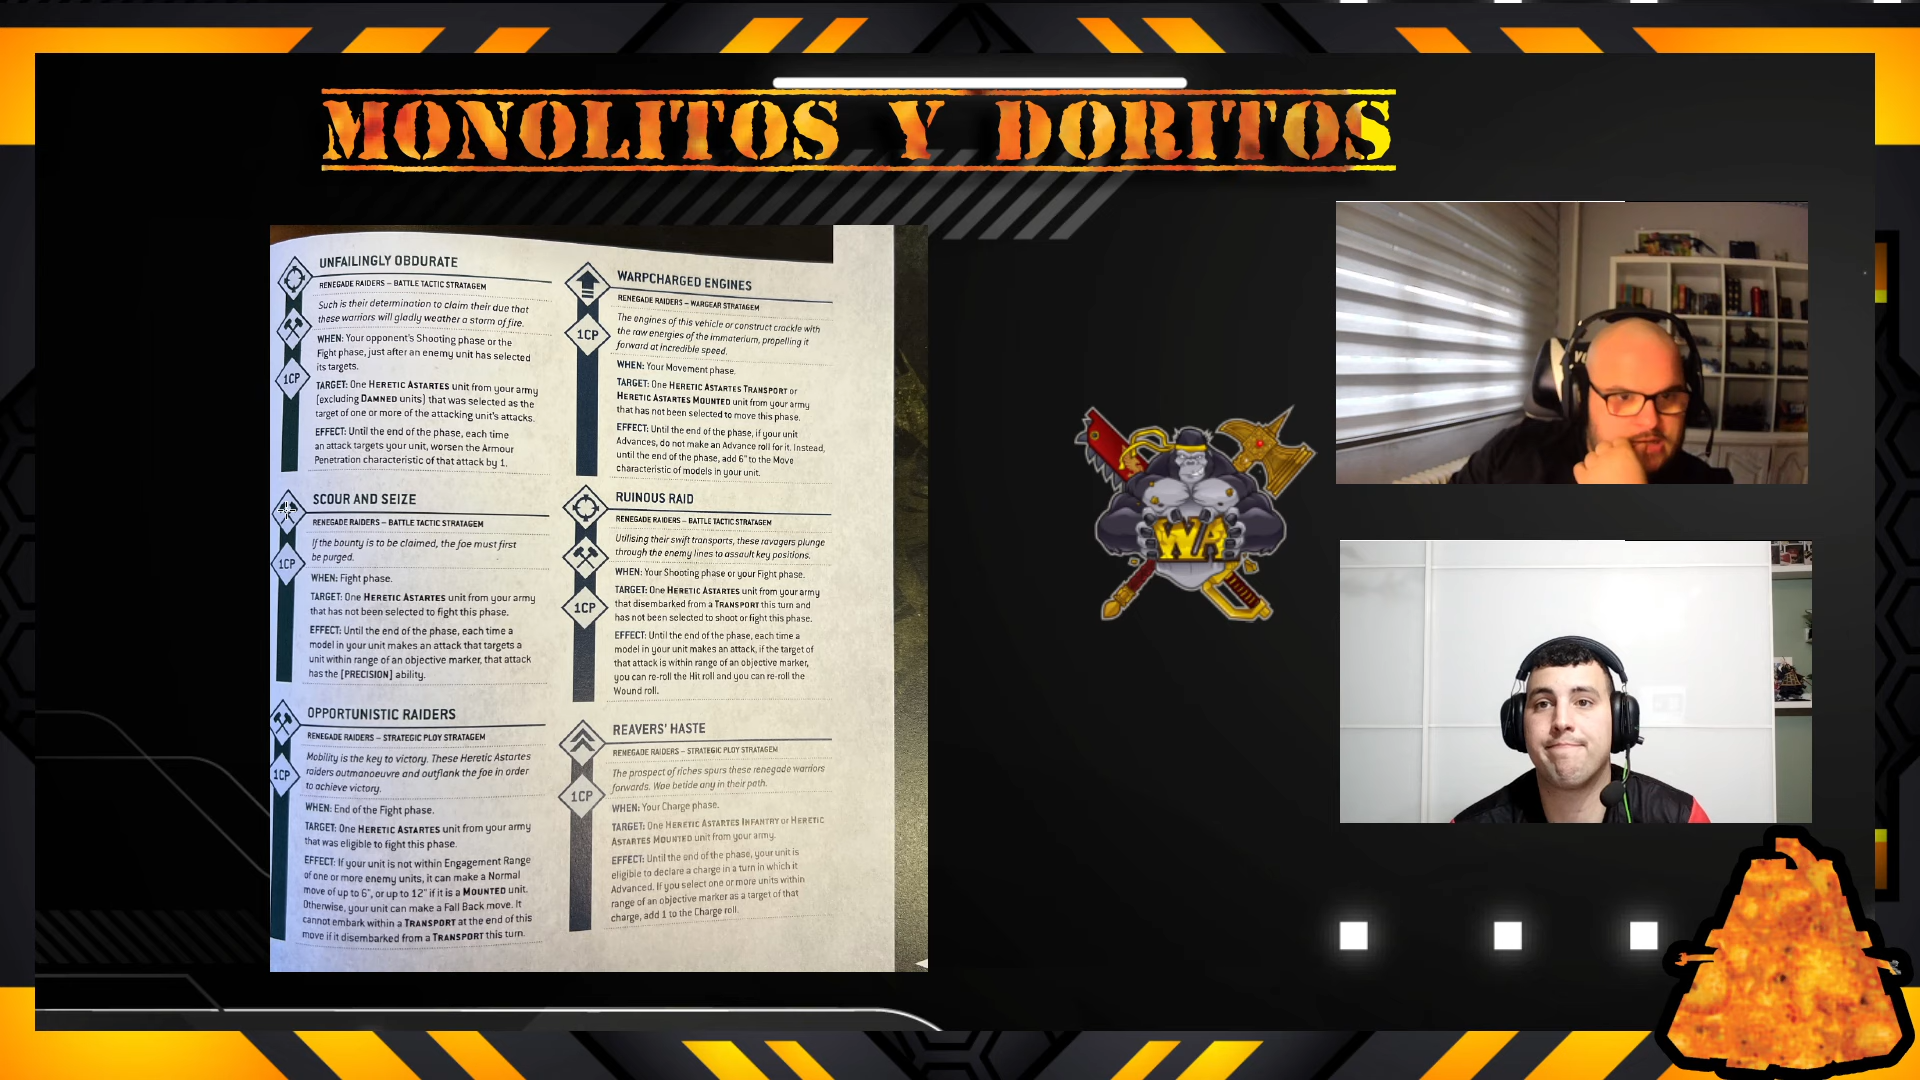 MONOLITOS Y DORITOS
UNFAILINGLY OBDURATE
RENEGADE RAIDERS – BATTLE TACTIC STRATAGEM
Such is their determination to claim their due that
these warriors will gladly weather a storm of fire.
WHEN: Your opponent's Shooting phase or the
Fight phase, just after an enemy unit has selected
its targets.
1CP
TARGET: One HERETIC ASTARTES unit from your army
(excluding DAMNED units) that was selected as the
target of one or more of the attacking unit's attacks.
EFFECT: Until the end of the phase, each time
an attack targets your unit, worsen the Armour
Penetration characteristic of that attack by 1.
SCOUR AND SEIZE
RENEGADE RAIDERS – BATTLE TACTIC STRATAGEM
If the bounty is to be claimed, the foe must first
be purged.
1CP
WHEN: Fight phase.
TARGET: One HERETIC ASTARTES unit from your army
that has not been selected to fight this phase.
EFFECT: Until the end of the phase, each time a
model in your unit makes an attack that targets a
unit within range of an objective marker, that attack
has the [PRECISION] ability.
OPPORTUNISTIC RAIDERS
RENEGADE RAIDERS – STRATEGIC PLOY STRATAGEM
Mobility is the key to victory. These Heretic Astartes
raiders outmanoeuvre and outflank the foe in order
to achieve victory.
1CP
WHEN: End of the Fight phase.
TARGET: One HERETIC ASTARTES unit from your army
that was eligible to fight this phase.
EFFECT: If your unit is not within Engagement Range
of one or more enemy units, it can make a Normal
move of up to 6", or up to 12" if it is a MOUNTED unit.
Otherwise, your unit can make a Fall Back move. It
cannot embark within a TRANSPORT at the end of this
move if it disembarked from a TRANSPORT this turn.
WARPCHARGED ENGINES
RENEGADE RAIDERS – WARGEAR STRATAGEM
The engines of this vehicle or construct crackle with
the raw energies of the immaterium, propelling it
forward at incredible speed.
1CP
WHEN: Your Movement phase.
TARGET: One HERETIC ASTARTES TRANSPORT or
HERETIC ASTARTES MOUNTED unit from your army
that has not been selected to move this phase.
EFFECT: Until the end of the phase, if your unit
Advances, do not make an Advance roll for it. Instead,
until the end of the phase, add 6" to the Move
characteristic of models in your unit.
RUINOUS RAID
RENEGADE RAIDERS – BATTLE TACTIC STRATAGEM
Utilising their swift transports, these ravagers plunge
through the enemy lines to assault key positions.
WHEN: Your Shooting phase or your Fight phase.
1CP
TARGET: One HERETIC ASTARTES unit from your army
that disembarked from a TRANSPORT this turn and
has not been selected to shoot or fight this phase.
EFFECT: Until the end of the phase, each time a
model in your unit makes an attack, if the target of
that attack is within range of an objective marker,
you can re-roll the Hit roll and you can re-roll the
Wound roll.
REAVERS' HASTE
RENEGADE RAIDERS – STRATEGIC PLOY STRATAGEM
The prospect of riches spurs these renegade warriors
forwards. Woe betide any in their path.
1CP
WHEN: Your Charge phase.
TARGET: One HERETIC ASTARTES INFANTRY or HERETIC
ASTARTES MOUNTED unit from your army.
EFFECT: Until the end of the phase, your unit is
eligible to declare a charge in a turn in which it
Advanced. If you select one or more units within
range of an objective marker as a target of that
charge, add 1 to the Charge roll.